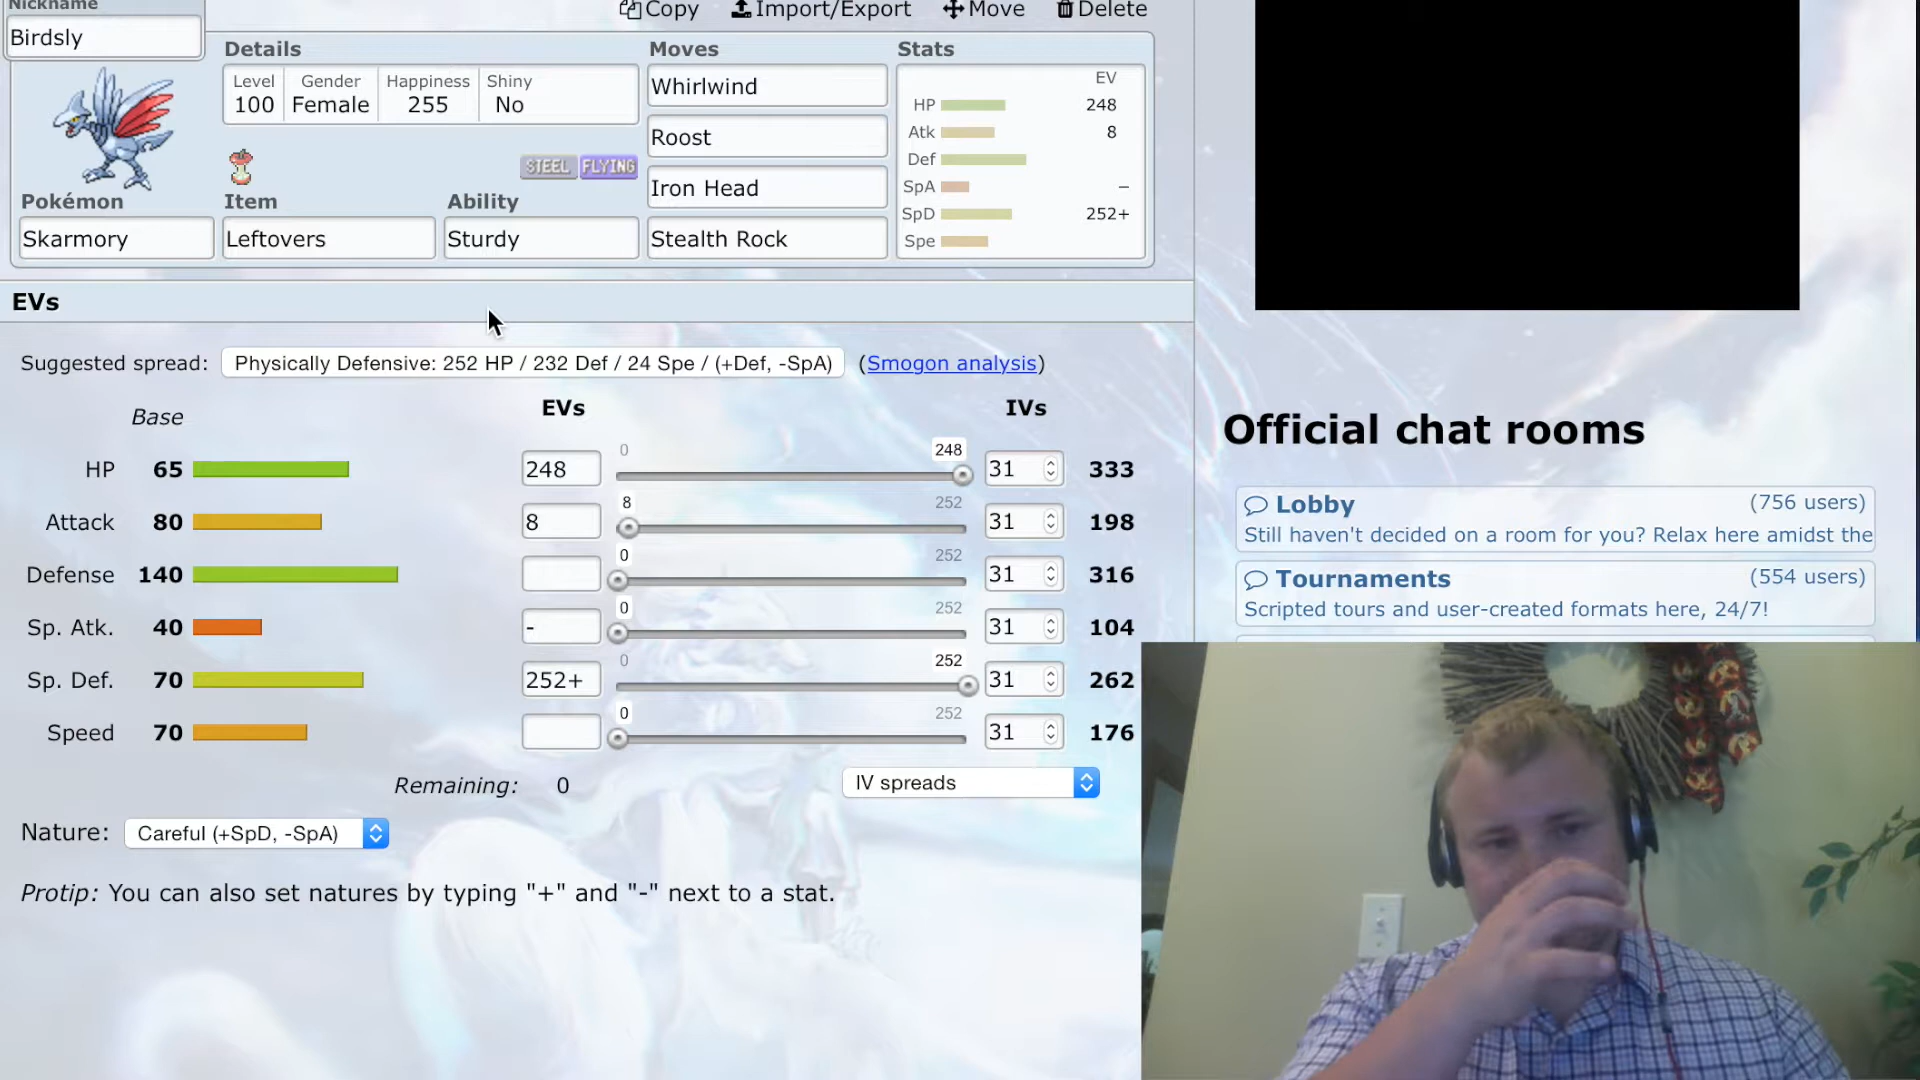 Nickname
Birdsly
Copy Import/Export Move Delete
Details
Level Gender Happiness Shiny
100 Female 255 No
STEEL FLYING
Pokémon Item Ability
Skarmory Leftovers Sturdy
Moves
Whirlwind
Roost
Iron Head
Stealth Rock
Stats
EV
HP 248
Atk 8
Def
SpA –
SpD 252+
Spe
EVs
Suggested spread: Physically Defensive: 252 HP / 232 Def / 24 Spe / (+Def, -SpA) (Smogon analysis)
Base EVs IVs
0 248
HP 65 248 31 333
8 252
Attack 80 8 31 198
0 252
Defense 140 31 316
0 252
Sp. Atk. 40 - 31 104
0 252
Sp. Def. 70 252+ 31 262
0 252
Speed 70 31 176
Remaining: 0 IV spreads
Nature: Careful (+SpD, -SpA)
Protip: You can also set natures by typing "+" and "-" next to a stat.
Official chat rooms
Lobby (756 users)
Still haven't decided on a room for you? Relax here amidst the
Tournaments (554 users)
Scripted tours and user-created formats here, 24/7!